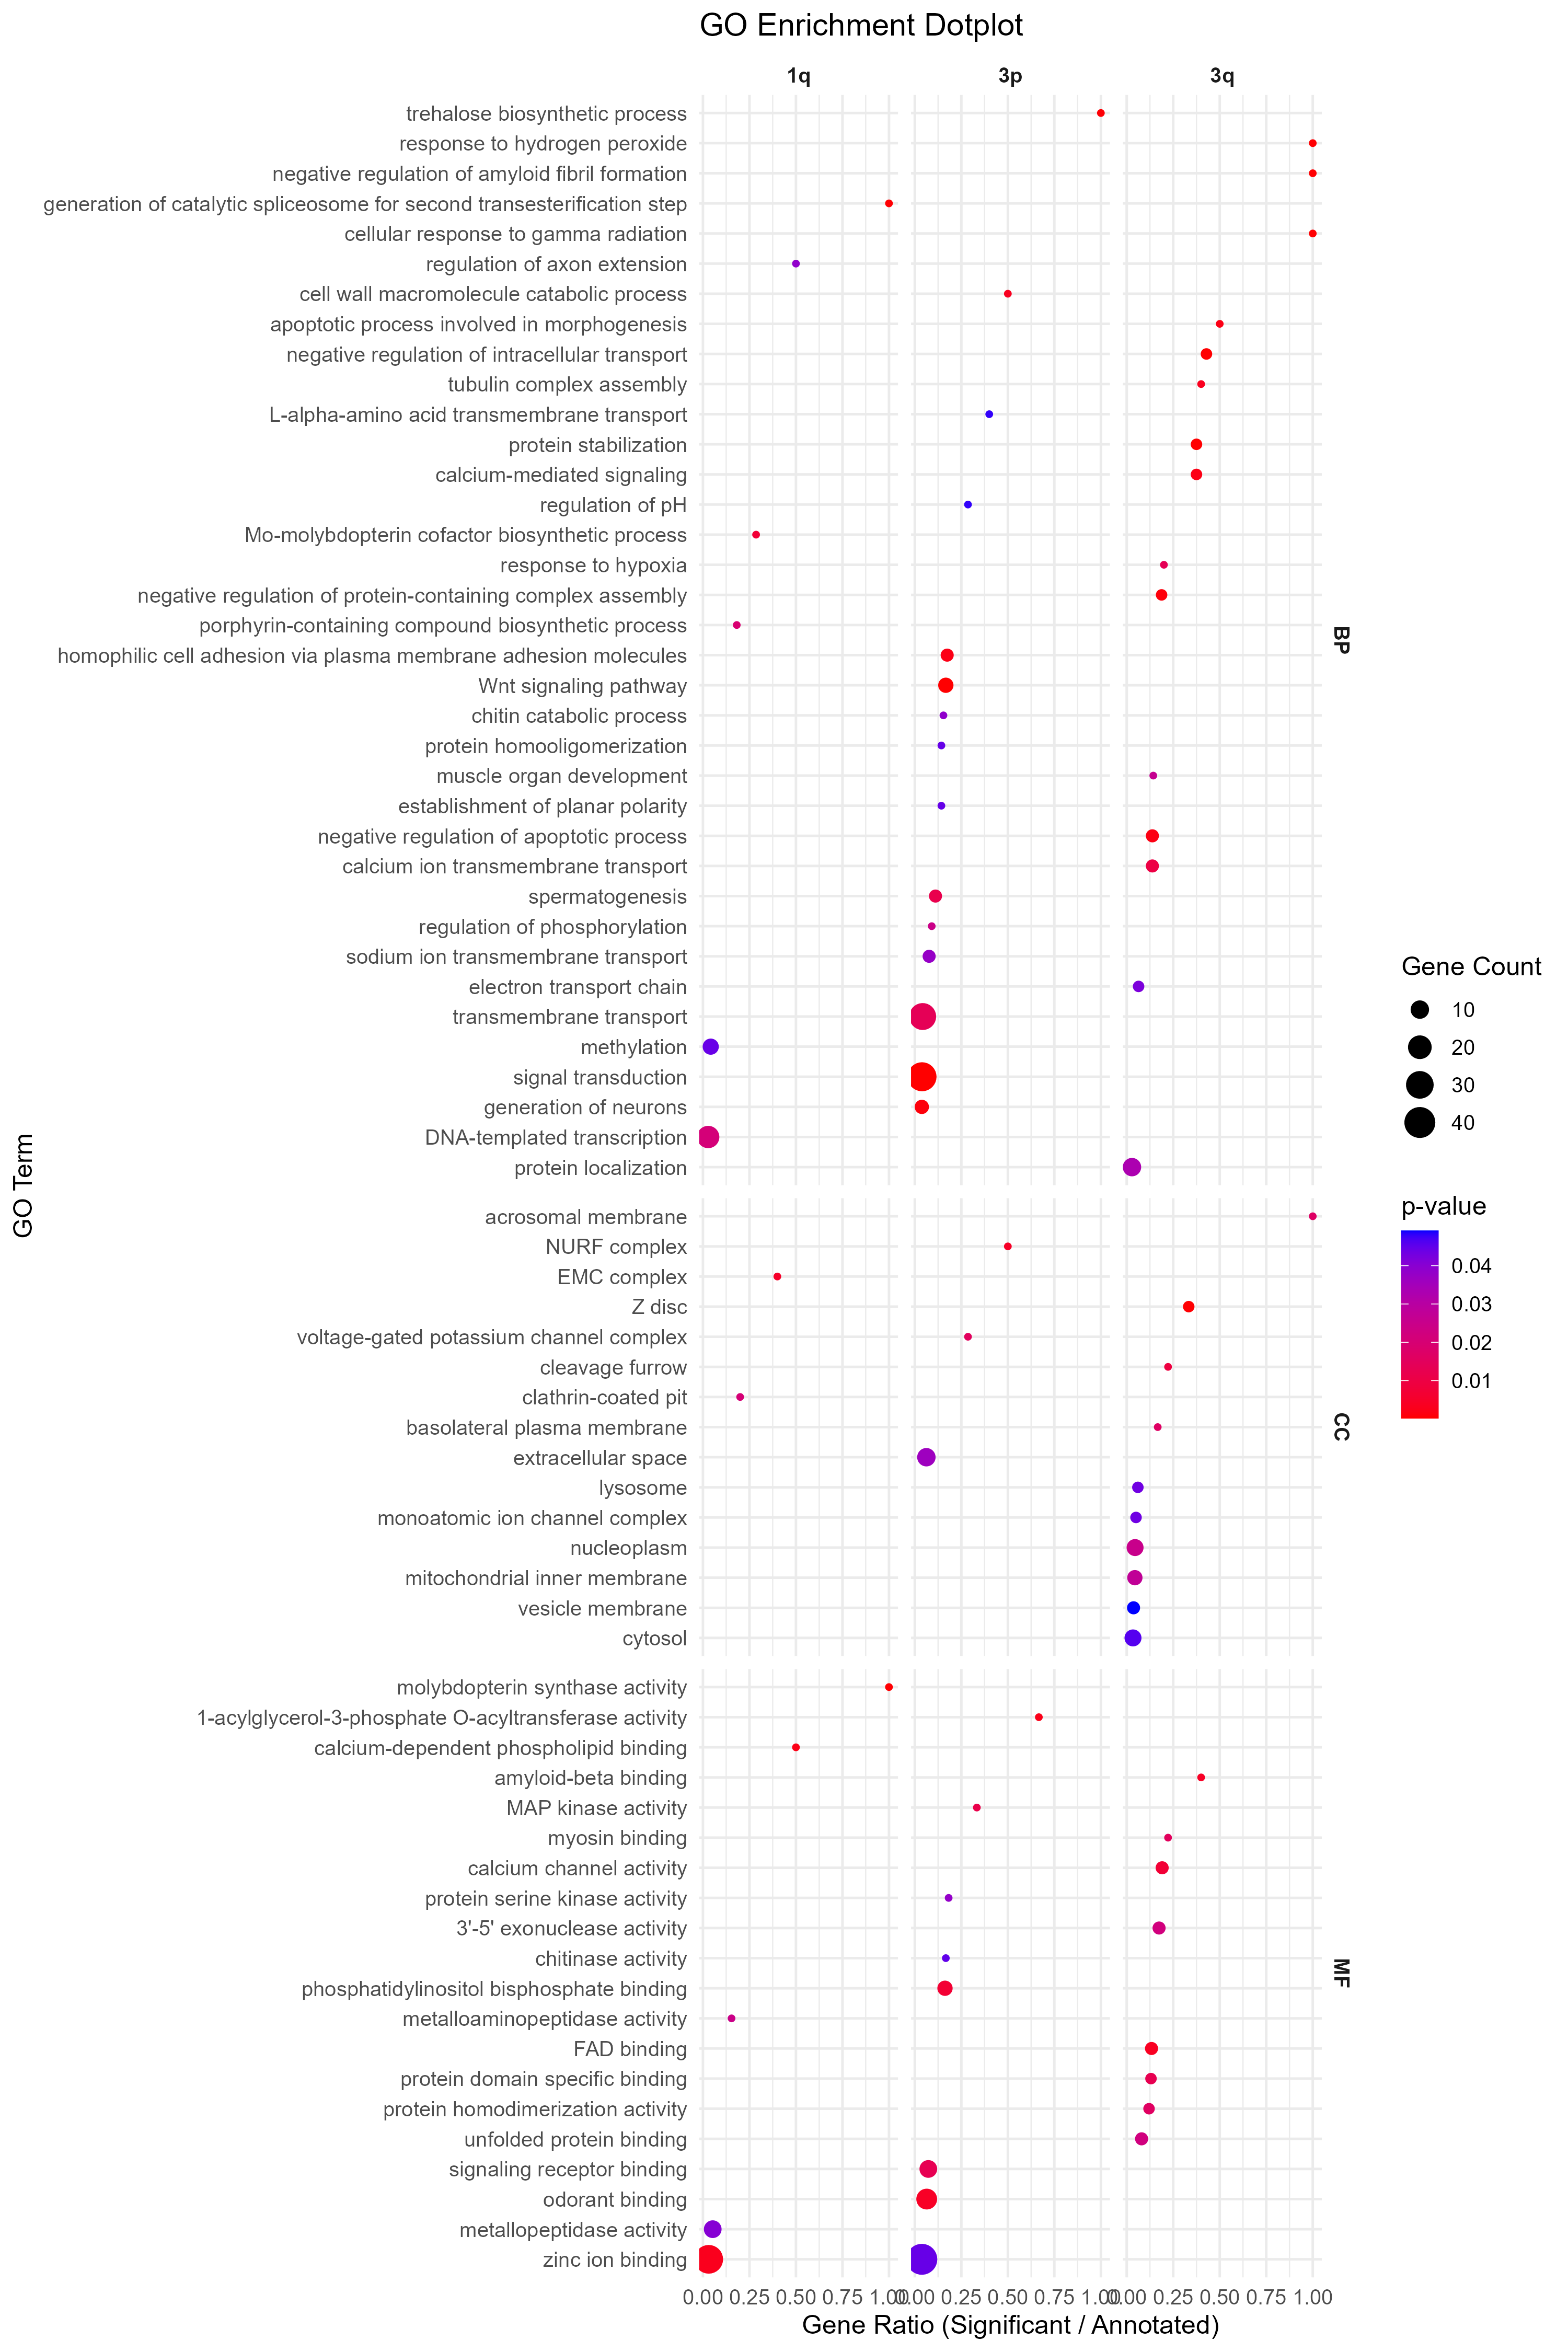 GO Enrichment Dotplot
1q
3p
3q
trehalose biosynthetic process
response to hydrogen peroxide
negative regulation of amyloid fibril formation
generation of catalytic spliceosome for second transesterification step
cellular response to gamma radiation
regulation of axon extension
cell wall macromolecule catabolic process
apoptotic process involved in morphogenesis
negative regulation of intracellular transport
tubulin complex assembly
L-alpha-amino acid transmembrane transport
protein stabilization
calcium-mediated signaling
regulation of pH
Mo-molybdopterin cofactor biosynthetic process
response to hypoxia
negative regulation of protein-containing complex assembly
porphyrin-containing compound biosynthetic process
homophilic cell adhesion via plasma membrane adhesion molecules
Wnt signaling pathway
chitin catabolic process
protein homooligomerization
muscle organ development
establishment of planar polarity
negative regulation of apoptotic process
calcium ion transmembrane transport
spermatogenesis
regulation of phosphorylation
sodium ion transmembrane transport
electron transport chain
transmembrane transport
methylation
signal transduction
generation of neurons
DNA-templated transcription
protein localization
BP
acrosomal membrane
NURF complex
EMC complex
Z disc
voltage-gated potassium channel complex
cleavage furrow
clathrin-coated pit
basolateral plasma membrane
extracellular space
lysosome
monoatomic ion channel complex
nucleoplasm
mitochondrial inner membrane
vesicle membrane
cytosol
CC
molybdopterin synthase activity
1-acylglycerol-3-phosphate O-acyltransferase activity
calcium-dependent phospholipid binding
amyloid-beta binding
MAP kinase activity
myosin binding
calcium channel activity
protein serine kinase activity
3'-5' exonuclease activity
chitinase activity
phosphatidylinositol bisphosphate binding
metalloaminopeptidase activity
FAD binding
protein domain specific binding
protein homodimerization activity
unfolded protein binding
signaling receptor binding
odorant binding
metallopeptidase activity
zinc ion binding
MF
0.00 0.25 0.50 0.75 1.00
0.00 0.25 0.50 0.75 1.00
0.00 0.25 0.50 0.75 1.00
Gene Ratio (Significant / Annotated)
GO Term
Gene Count
10
20
30
40
p-value
0.04
0.03
0.02
0.01